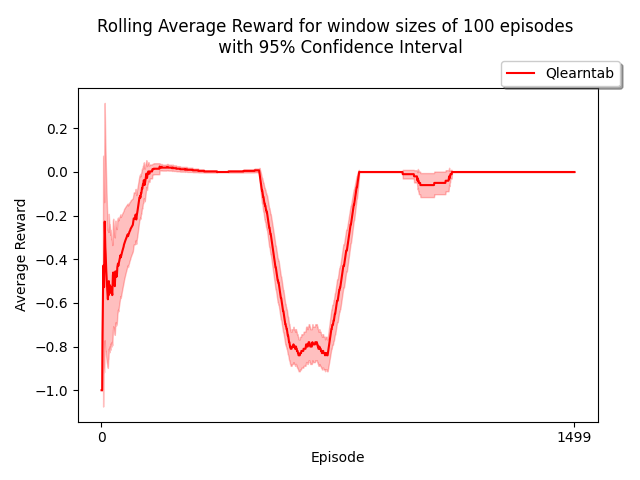 Rolling Average Reward for window sizes of 100 episodes
with 95% Confidence Interval
Qlearntab
0.2
0.0
−0.2
−0.4
−0.6
−0.8
−1.0
Average Reward
0 1499
Episode